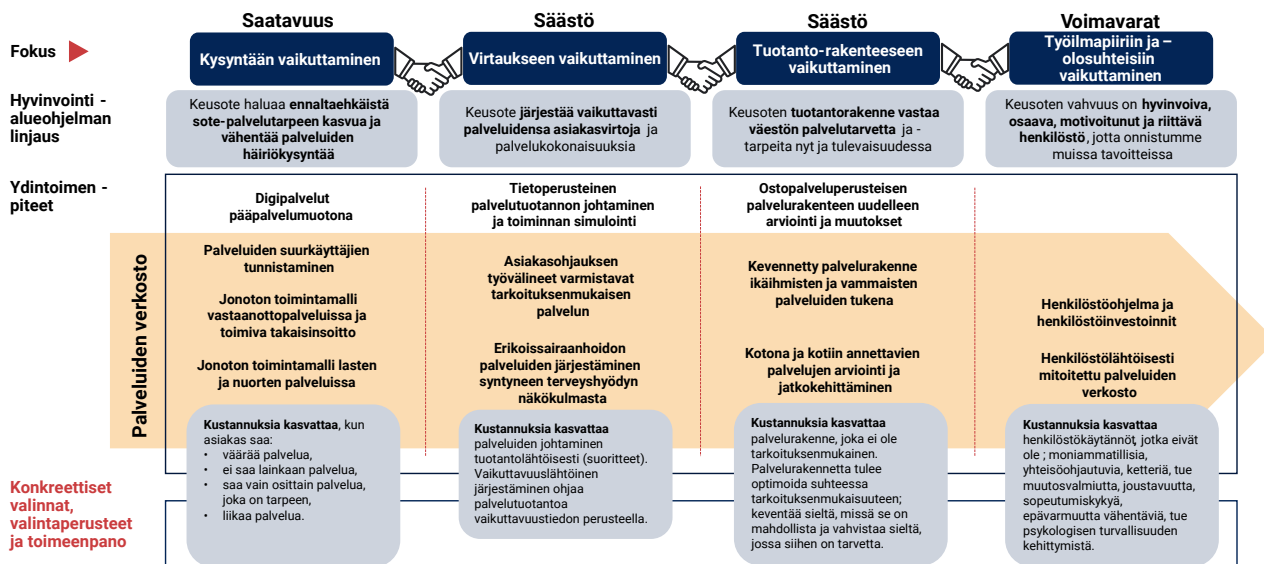 Saatavuus
Säästö
Säästö
Voimavarat
Fokus
Kysyntään vaikuttaminen
Virtaukseen vaikuttaminen
Tuotanto-rakenteeseen
vaikuttaminen
Työilmapiiriin ja –
olosuhteisiin
vaikuttaminen
Hyvinvointi -
alueohjelman
linjaus
Keusote haluaa ennaltaehkäistä
sote-palvelutarpeen kasvua ja
vähentää palveluiden
häiriökysyntää
Keusote järjestää vaikuttavasti
palveluidensa asiakasvirtoja ja
palvelukokonaisuuksia
Keusoten tuotantorakenne vastaa
väestön palvelutarvetta ja -
tarpeita nyt ja tulevaisuudessa
Keusoten vahvuus on hyvinvoiva,
osaava, motivoitunut ja riittävä
henkilöstö, jotta onnistumme
muissa tavoitteissa
Ydintoimen -
piteet
Palveluiden verkosto
Digipalvelut
pääpalvelumuotona
Palveluiden suurkäyttäjien
tunnistaminen
Jonoton toimintamalli
vastaanottopalveluissa ja
toimiva takaisinsoitto
Jonoton toimintamalli lasten
ja nuorten palveluissa
Tietoperusteinen
palvelutuotannon johtaminen
ja toiminnan simulointi
Asiakasohjauksen
työvälineet varmistavat
tarkoituksenmukaisen
palvelun
Erikoissairaanhoidon
palveluiden järjestäminen
syntyneen terveyshyödyn
näkökulmasta
Ostopalveluperusteisen
palvelurakenteen uudelleen
arviointi ja muutokset
Kevennetty palvelurakenne
ikäihmisten ja vammaisten
palveluiden tukena
Kotona ja kotiin annettavien
palvelujen arviointi ja
jatkokehittäminen
Henkilöstöohjelma ja
henkilöstöinvestoinnit
Henkilöstölähtöisesti
mitoitettu palveluiden
verkosto
Konkreettiset
valinnat,
valintaperusteet
ja toimeenpano
Kustannuksia kasvattaa, kun
asiakas saa:
• väärää palvelua,
• ei saa lainkaan palvelua,
• saa vain osittain palvelua,
joka on tarpeen,
• liikaa palvelua.
Kustannuksia kasvattaa
palveluiden johtaminen
tuotantolähtöisesti (suoritteet).
Vaikuttavuuslähtöinen
järjestäminen ohjaa
palvelutuotantoa
vaikuttavuustiedon perusteella.
Kustannuksia kasvattaa
palvelurakenne, joka ei ole
tarkoituksenmukainen.
Palvelurakennetta tulee
optimoida suhteessa
tarkoituksenmukaisuuteen;
keventää sieltä, missä se on
mahdollista ja vahvistaa sieltä,
jossa siihen on tarvetta.
Kustannuksia kasvattaa
henkilöstökäytännöt, jotka eivät
ole ; moniammatillisia,
yhteisöohjautuvia, ketteriä, tue
muutosvalmiutta, joustavuutta,
sopeutumiskykyä,
epävarmuutta vähentäviä, tue
psykologisen turvallisuuden
kehittymistä.